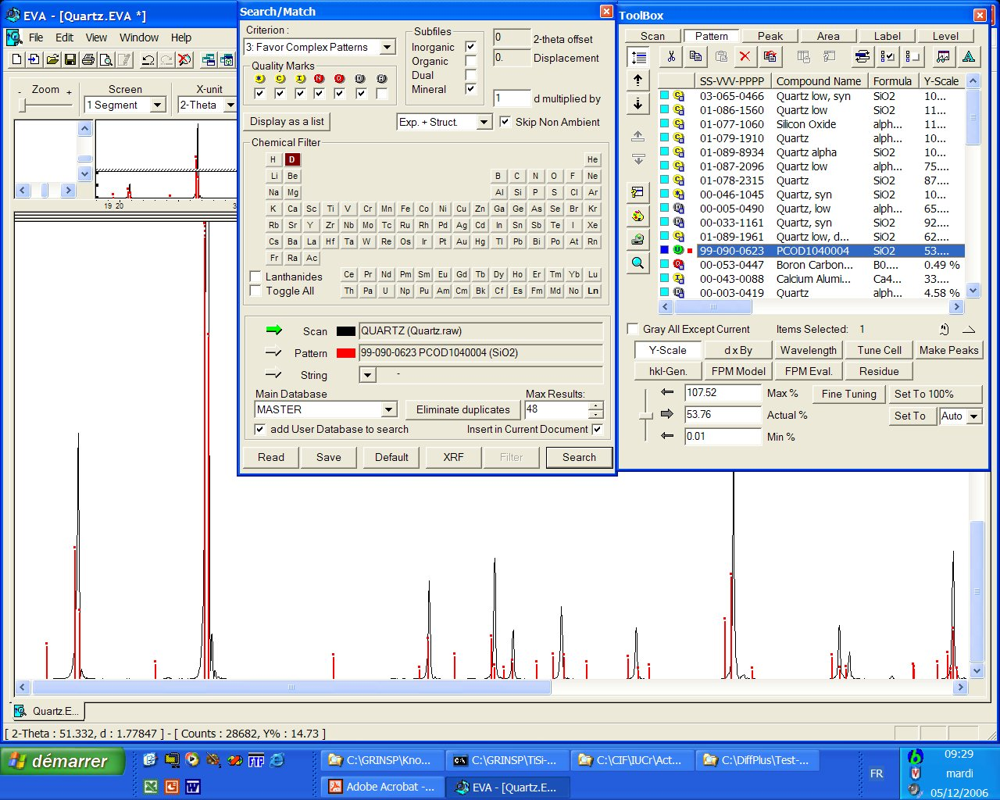 EVA - [Quartz.EVA *]
File Edit View Window Help
Zoom
- +
Screen
1 Segment
X-unit
2-Theta
19 20 3
Search/Match
Criterion :
3: Favor Complex Patterns
Quality Marks
Subfiles
Inorganic
Organic
Dual
Mineral
0 2-theta offset
0. Displacement
1 d multiplied by
Display as a list
Exp. + Struct.
Skip Non Ambient
Chemical Filter
H D He
Li Be B C N O F Ne
Na Mg Al Si P S Cl Ar
K Ca Sc Ti V Cr Mn Fe Co Ni Cu Zn Ga Ge As Se Br Kr
Rb Sr Y Zr Nb Mo Tc Ru Rh Pd Ag Cd In Sn Sb Te I Xe
Cs Ba La Hf Ta W Re Os Ir Pt Au Hg Tl Pb Bi Po At Rn
Fr Ra Ac
Lanthanides
Ce Pr Nd Pm Sm Eu Gd Tb Dy Ho Er Tm Yb Lu
Toggle All
Th Pa U Np Pu Am Cm Bk Cf Es Fm Md No Ln
Scan QUARTZ (Quartz.raw)
Pattern 99-090-0623 PCOD1040004 (SiO2)
String -
Main Database
MASTER
Eliminate duplicates
Max Results:
48
add User Database to search
Insert in Current Document
Read Save Default XRF Filter Search
ToolBox
Scan Pattern Peak Area Label Level
SS-VVV-PPPP Compound Name Formula Y-Scale
03-065-0466 Quartz low, syn SiO2 10...
01-086-1560 Quartz low SiO2 11...
01-077-1060 Silicon Oxide alph... 11...
01-079-1910 Quartz alph... 10...
01-089-8934 Quartz alpha SiO2 10...
01-087-2096 Quartz low alph... 75....
01-078-2315 Quartz SiO2 87....
00-046-1045 Quartz, syn SiO2 10...
00-005-0490 Quartz, low alph... 65....
00-033-1161 Quartz, syn SiO2 92....
01-089-1961 Quartz low, d... SiO2 62....
99-090-0623 PCOD1040004 SiO2 53....
00-053-0447 Boron Carbon... B0.... 0.49 %
00-043-0088 Calcium Alumi... Ca4... 33....
00-003-0419 Quartz alph... 4.58 %
Gray All Except Current
Items Selected: 1
Y-Scale d x By Wavelength Tune Cell Make Peaks
hkl-Gen. FPM Model FPM Eval. Residue
107.52 Max % Fine Tuning Set To 100%
53.76 Actual % Set To Auto
0.01 Min %
Quartz.E...
[ 2-Theta : 51.332, d : 1.77847 ] - [ Counts : 28682, Y% : 14.73 ]
démarrer
FTP
C:\GRINSP\Kno...
C:\GRINSP\TiSi-...
C:\CIF\IUCr\Act...
C:\DiffPlus\Test-...
Adobe Acrobat -...
EVA - [Quartz.E...
FR
09:29
mardi
05/12/2006